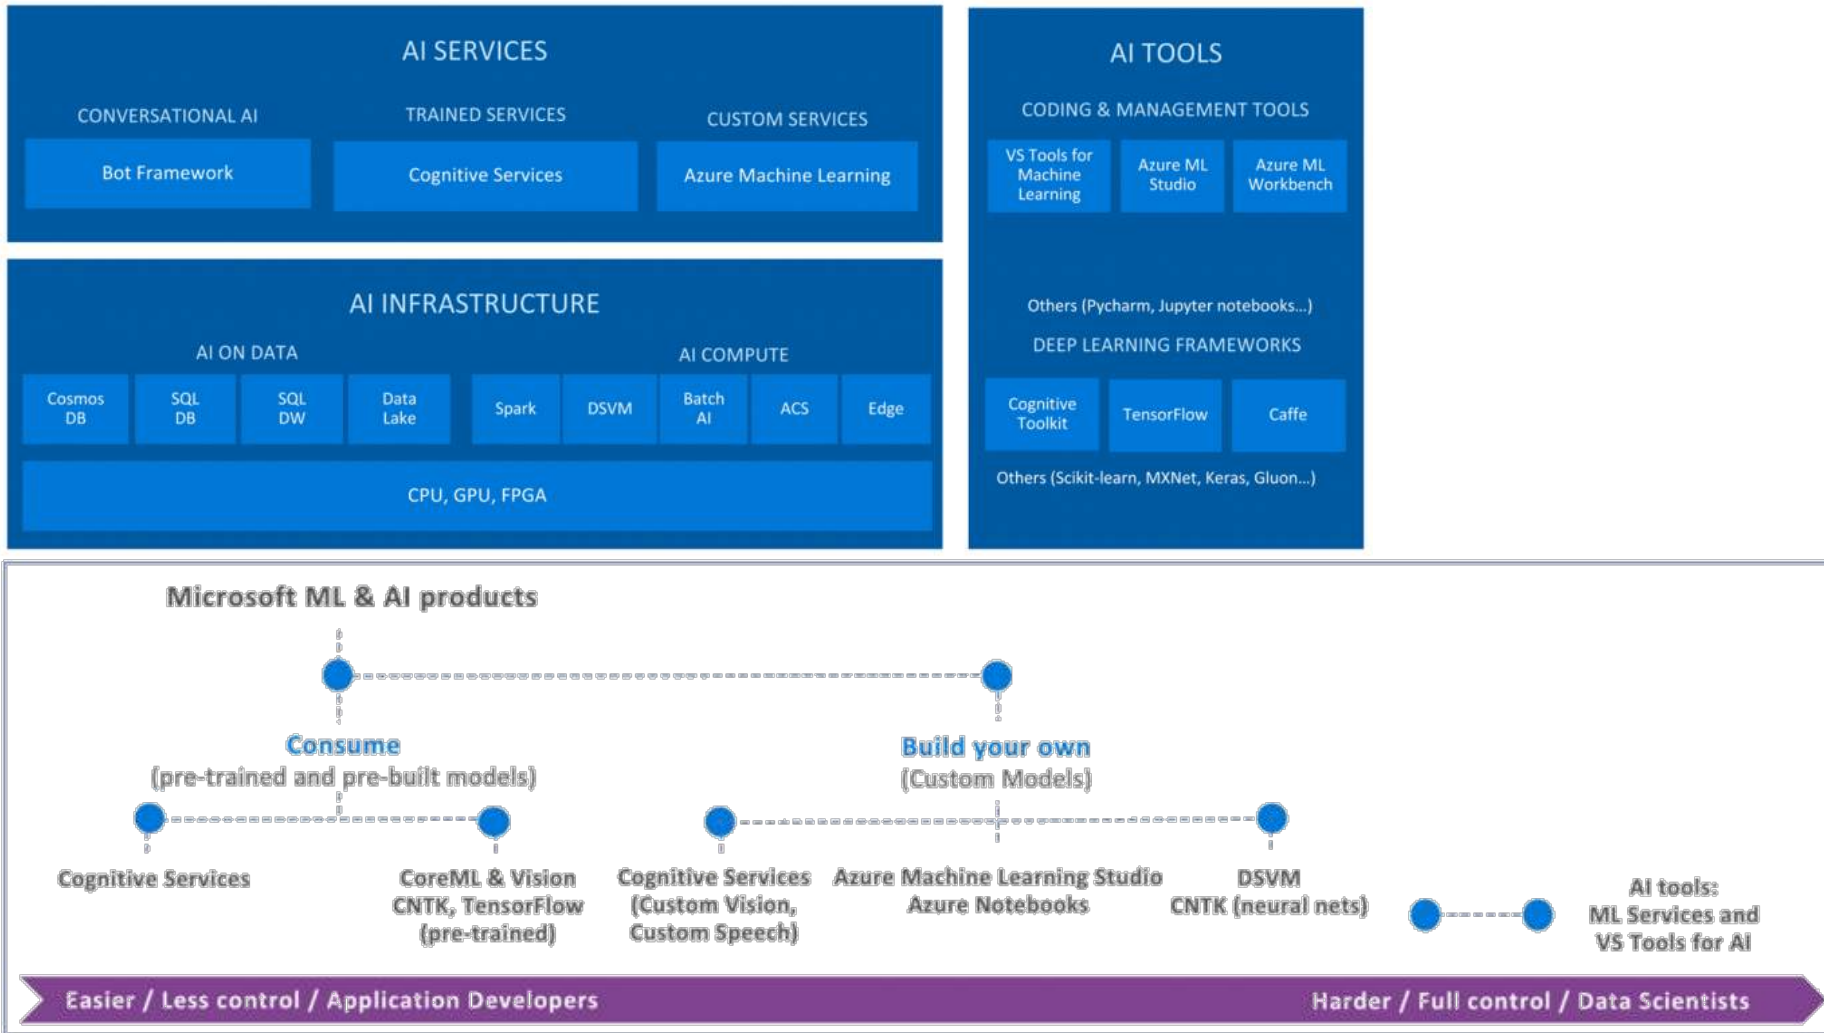 AI SERVICES
CONVERSATIONAL AI
Bot Framework
TRAINED SERVICES
Cognitive Services
CUSTOM SERVICES
Azure Machine Learning
AI INFRASTRUCTURE
AI ON DATA
Cosmos
DB
SQL
DB
SQL
DW
Data
Lake
AI COMPUTE
Spark
DSVM
Batch
AI
ACS
Edge
CPU, GPU, FPGA
AI TOOLS
CODING & MANAGEMENT TOOLS
VS Tools for
Machine
Learning
Azure ML
Studio
Azure ML
Workbench
Others (Pycharm, Jupyter notebooks...)
DEEP LEARNING FRAMEWORKS
Cognitive
Toolkit
TensorFlow
Caffe
Others (Scikit-learn, MXNet, Keras, Gluon...)
Microsoft ML & AI products
Consume
(pre-trained and pre-built models)
Build your own
(Custom Models)
Cognitive Services
CoreML & Vision
CNTK, TensorFlow
(pre-trained)
Cognitive Services
(Custom Vision,
Custom Speech)
Azure Machine Learning Studio
Azure Notebooks
DSVM
CNTK (neural nets)
AI tools:
ML Services and
VS Tools for AI
Easier / Less control / Application Developers
Harder / Full control / Data Scientists